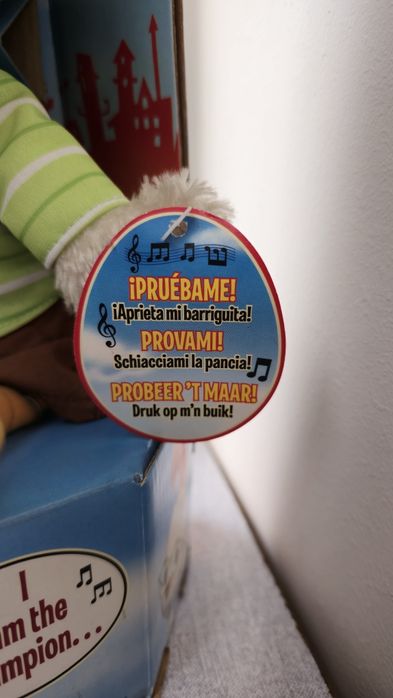 ¡PRUÉBAME!
¡Aprieta mi barriguita!
PROVAMI!
Schiacciami la pancia!
PROBEER 'T MAAR!
Druk op m'n buik!
I
am the
mpion...